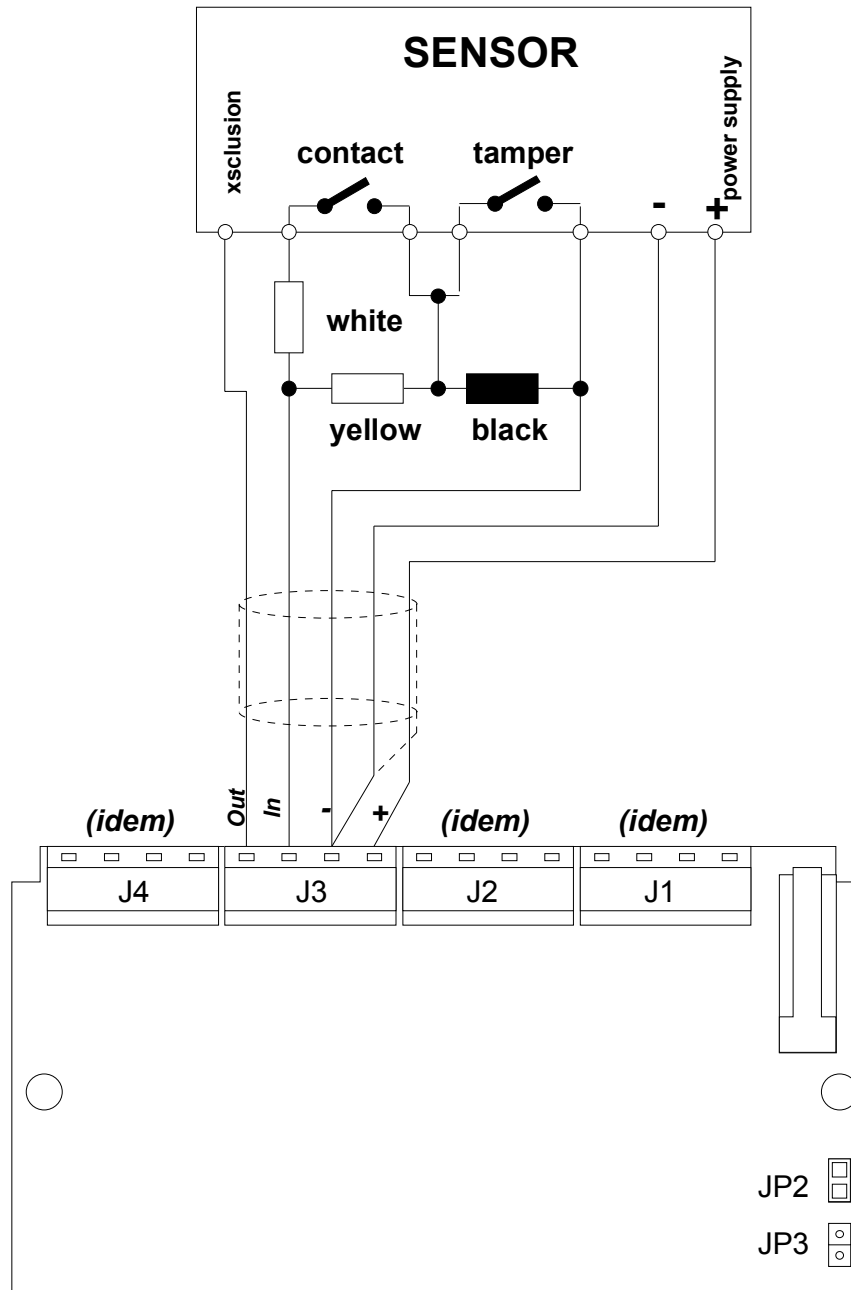 SENSOR
xsclusion
power supply
contact
tamper
-
+
white
yellow
black
Out
In
-
+
(idem)
(idem)
(idem)
J4
J3
J2
J1
JP2
JP3